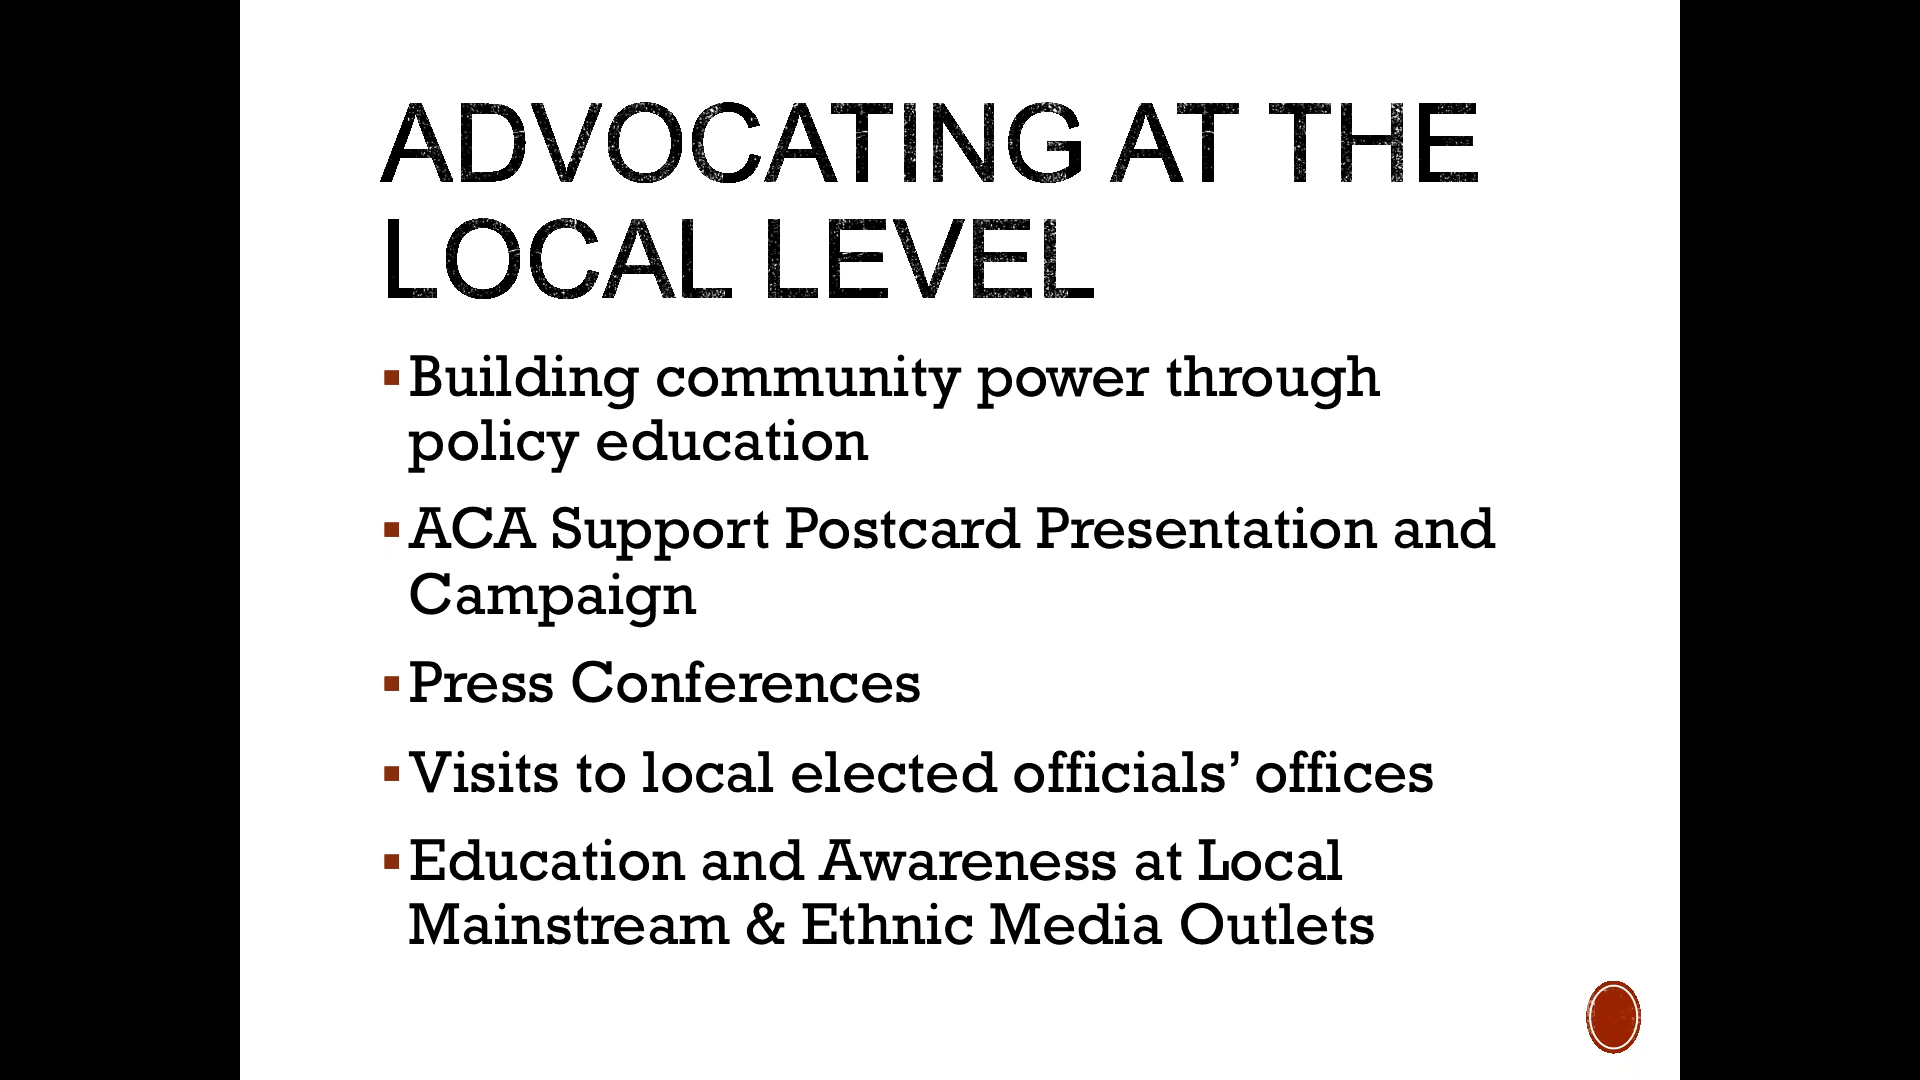 ADVOCATING AT THE
LOCAL LEVEL
▪Building community power through
policy education
▪ACA Support Postcard Presentation and
Campaign
▪Press Conferences
▪Visits to local elected officials’ offices
▪Education and Awareness at Local
Mainstream & Ethnic Media Outlets